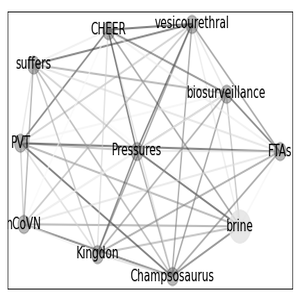 CHEER
vesicourethral
suffers
biosurveillance
PVT
Pressures
FTAs
nCoVN
brine
Kingdon
Champsosaurus